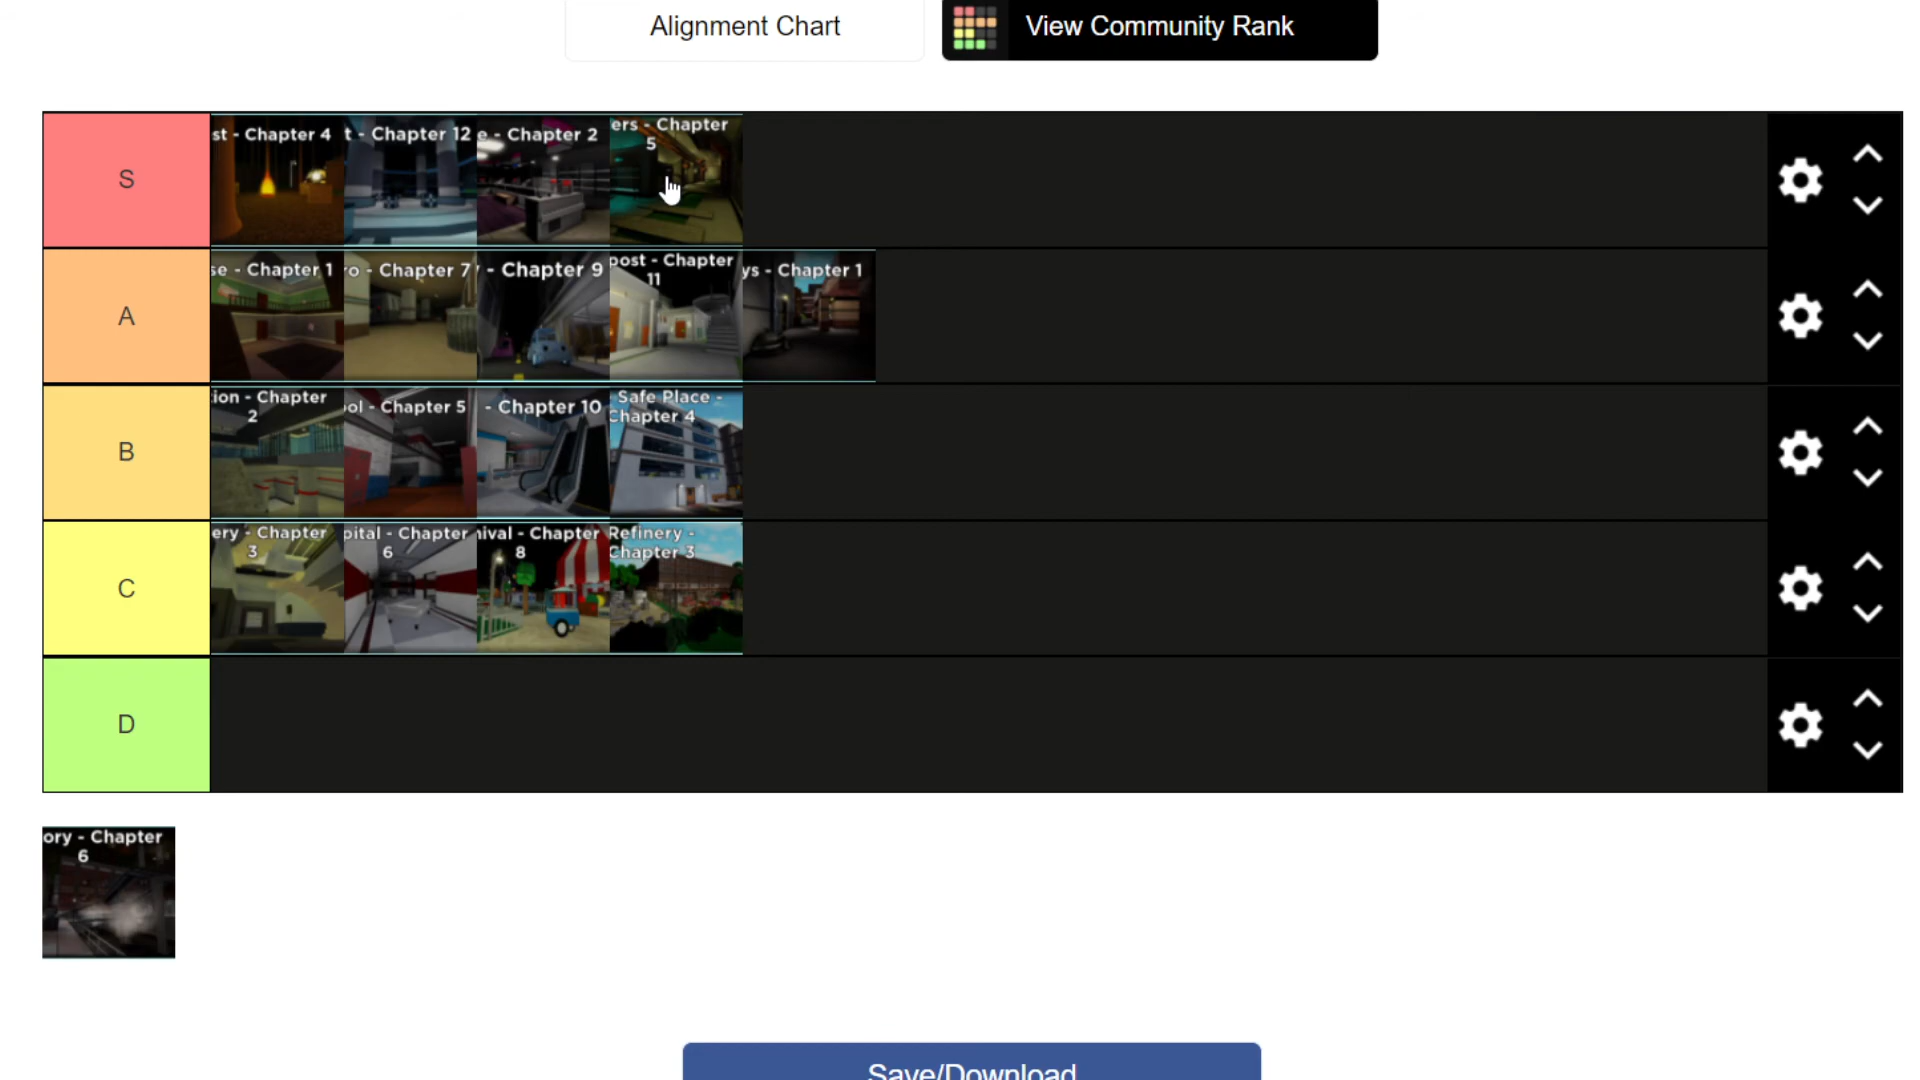 Alignment Chart
View Community Rank
S
st - Chapter 4
t - Chapter 12
e - Chapter 2
ers - Chapter
5
A
se - Chapter 1
ro - Chapter 7
- Chapter 9
post - Chapter
11
ys - Chapter 1
B
ion - Chapter
2
ol - Chapter 5
- Chapter 10
Safe Place -
Chapter 4
C
ery - Chapter
3
pital - Chapter
6
nival - Chapter
8
Refinery -
Chapter 3
D
ory - Chapter
6
Save/Download